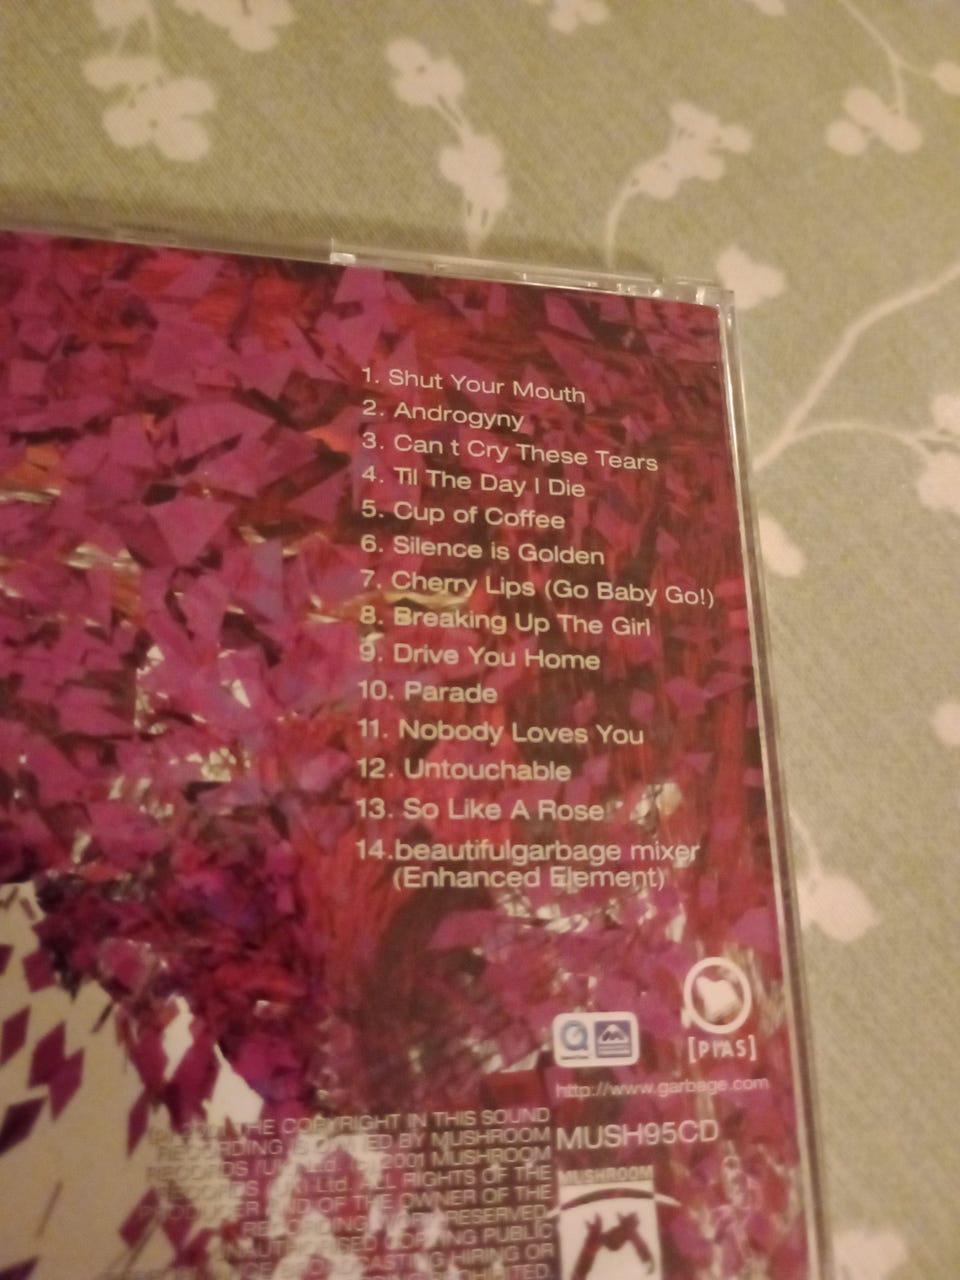 1. Shut Your Mouth
2. Androgyny
3. Can t Cry These Tears
4. Til The Day I Die
5. Cup of Coffee
6. Silence is Golden
7. Cherry Lips (Go Baby Go!)
8. Breaking Up The Girl
9. Drive You Home
10. Parade
11. Nobody Loves You
12. Untouchable
13. So Like A Rose
14.beautifulgarbage mixer
(Enhanced Element)
[PIAS]
http://www.garbage.com
MUSH95CD
MUSHROOM
THE COPYRIGHT IN THIS SOUND
RECORDING IS OWNED BY MUSHROOM
RECORDS (UK) Ltd. 2001 MUSHROOM
RECORDS (UK) Ltd. ALL RIGHTS OF THE
PRODUCER AND OF THE OWNER OF THE
RECORDING WORK RESERVED.
UNAUTHORISED COPYING PUBLIC
BROADCASTING HIRING OR
PROHIBITED.